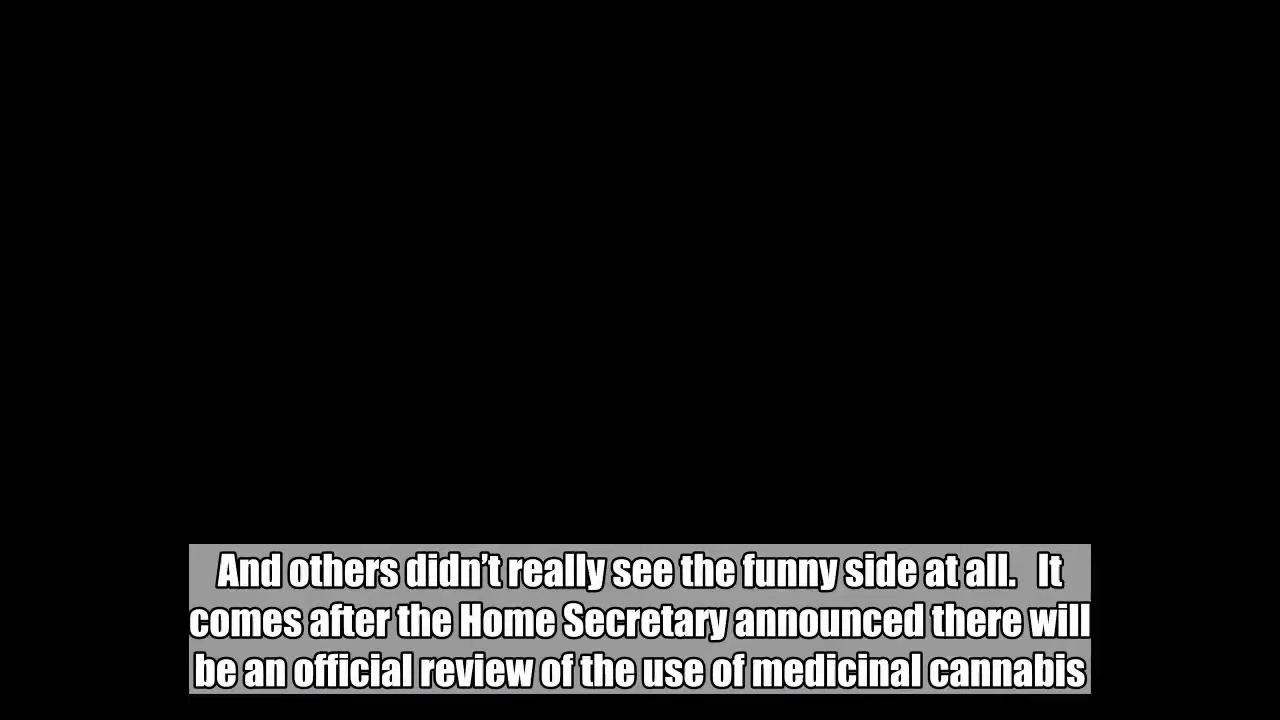 And others didn’t really see the funny side at all.   It
comes after the Home Secretary announced there will
be an official review of the use of medicinal cannabis